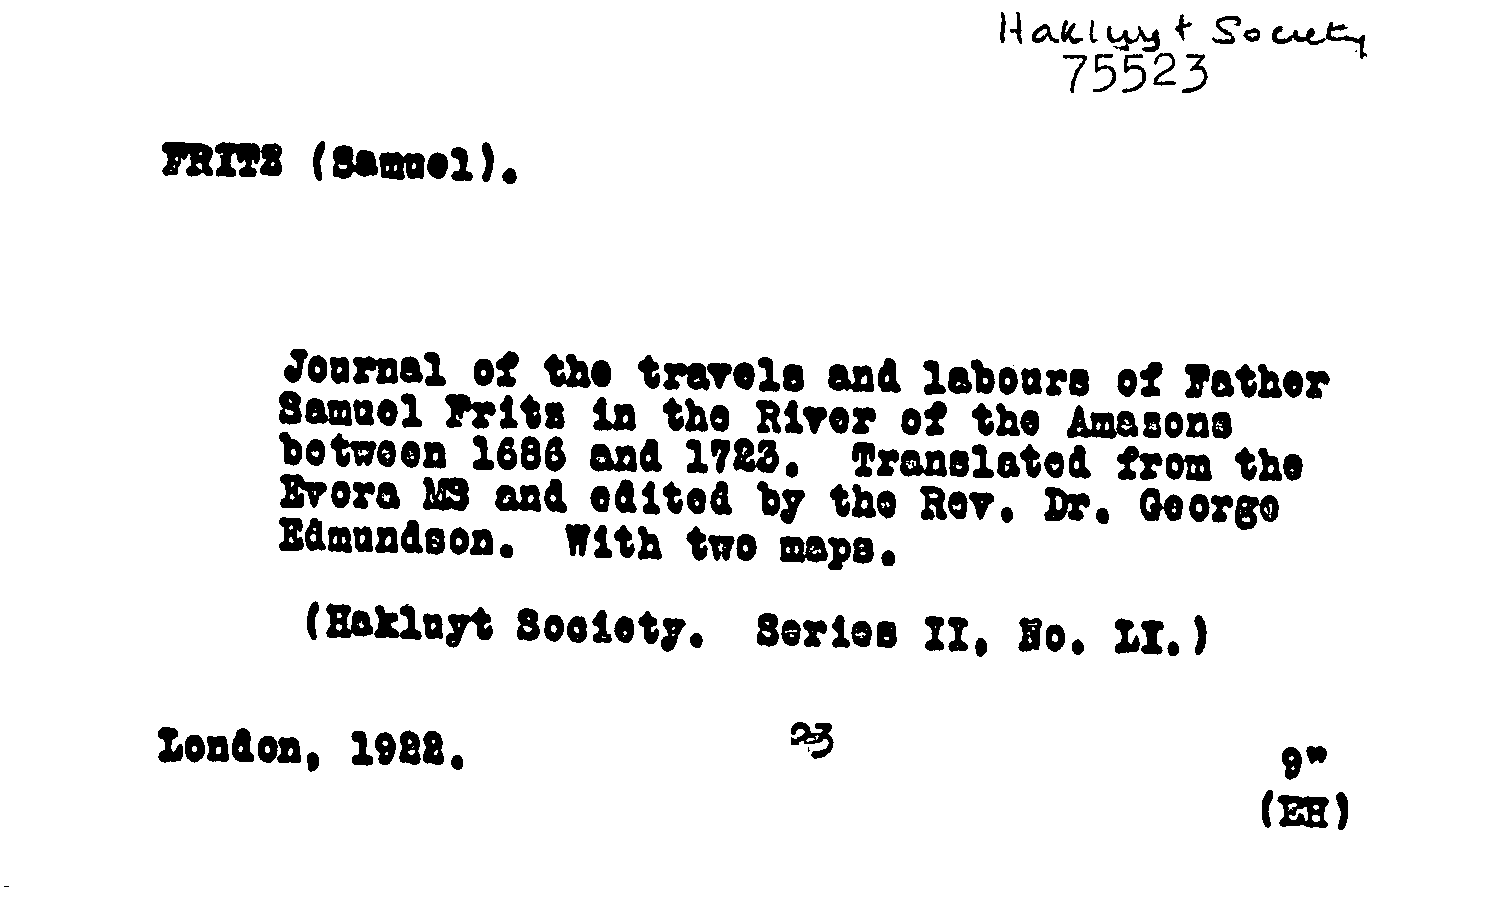 Hakluyt Society
75523
FRITZ (Samuel).
Journal of the travels and labours of Father
Samuel Fritz in the River of the Amazons
between 1686 and 1723. Translated from the
Evora MS and edited by the Rev. Dr. George
Edmundson. With two maps.
(Hakluyt Society. Series II, No. LI.)
London, 1922. 23
9"
(EH)